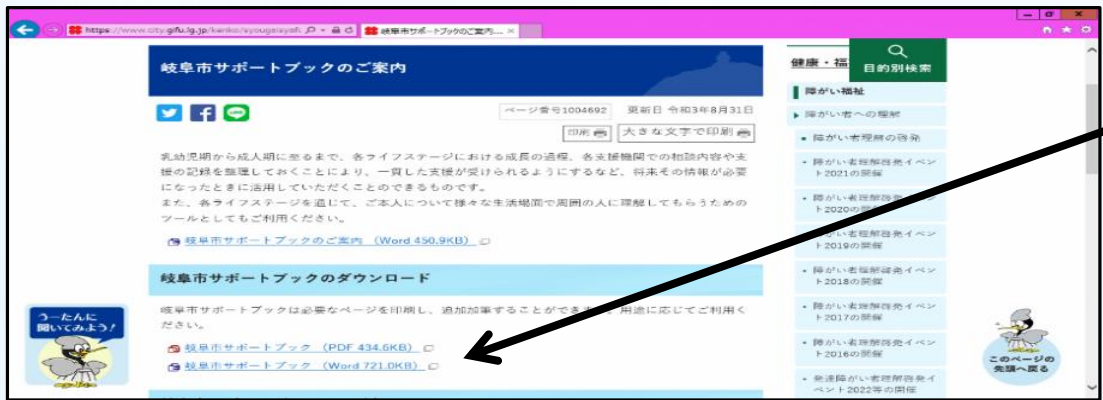 https://www.city.gifu.lg.jp/kenko/syougaisyafu
岐阜市サポートブックのご案内...
岐阜市サポートブックのご案内
ページ番号1004692 更新日 令和3年8月31日
印刷
大きな文字で印刷
乳幼児期から成人期に至るまで、各ライフステージにおける成長の過程、各支援機関での相談内容や支
援の記録を整理しておくことにより、一貫した支援が受けられるようにするなど、将来その情報が必要
になったときに活用していただくことのできるものです。
また、各ライフステージを通じて、ご本人について様々な生活場面で周囲の人に理解してもらうための
ツールとしてもご利用ください。
岐阜市サポートブックのご案内 (Word 450.9KB)
岐阜市サポートブックのダウンロード
岐阜市サポートブックは必要なページを印刷し、追加加筆することができます。用途に応じてご利用く
ださい。
岐阜市サポートブック (PDF 434.6KB)
岐阜市サポートブック (Word 721.0KB)
うーたんに
聞いてみよう!
健康・福
目的別検索
障がい福祉
障がい者への理解
障がい者理解の啓発
障がい者理解啓発イベン
ト2021の開催
障がい者理解啓発イベン
ト2020の開催
障がい者理解啓発イベン
ト2019の開催
障がい者理解啓発イベン
ト2018の開催
障がい者理解啓発イベン
ト2017の開催
障がい者理解啓発イベン
ト2016の開催
発達障がい者理解啓発イ
ベント2022等の開催
このページの
先頭へ戻る